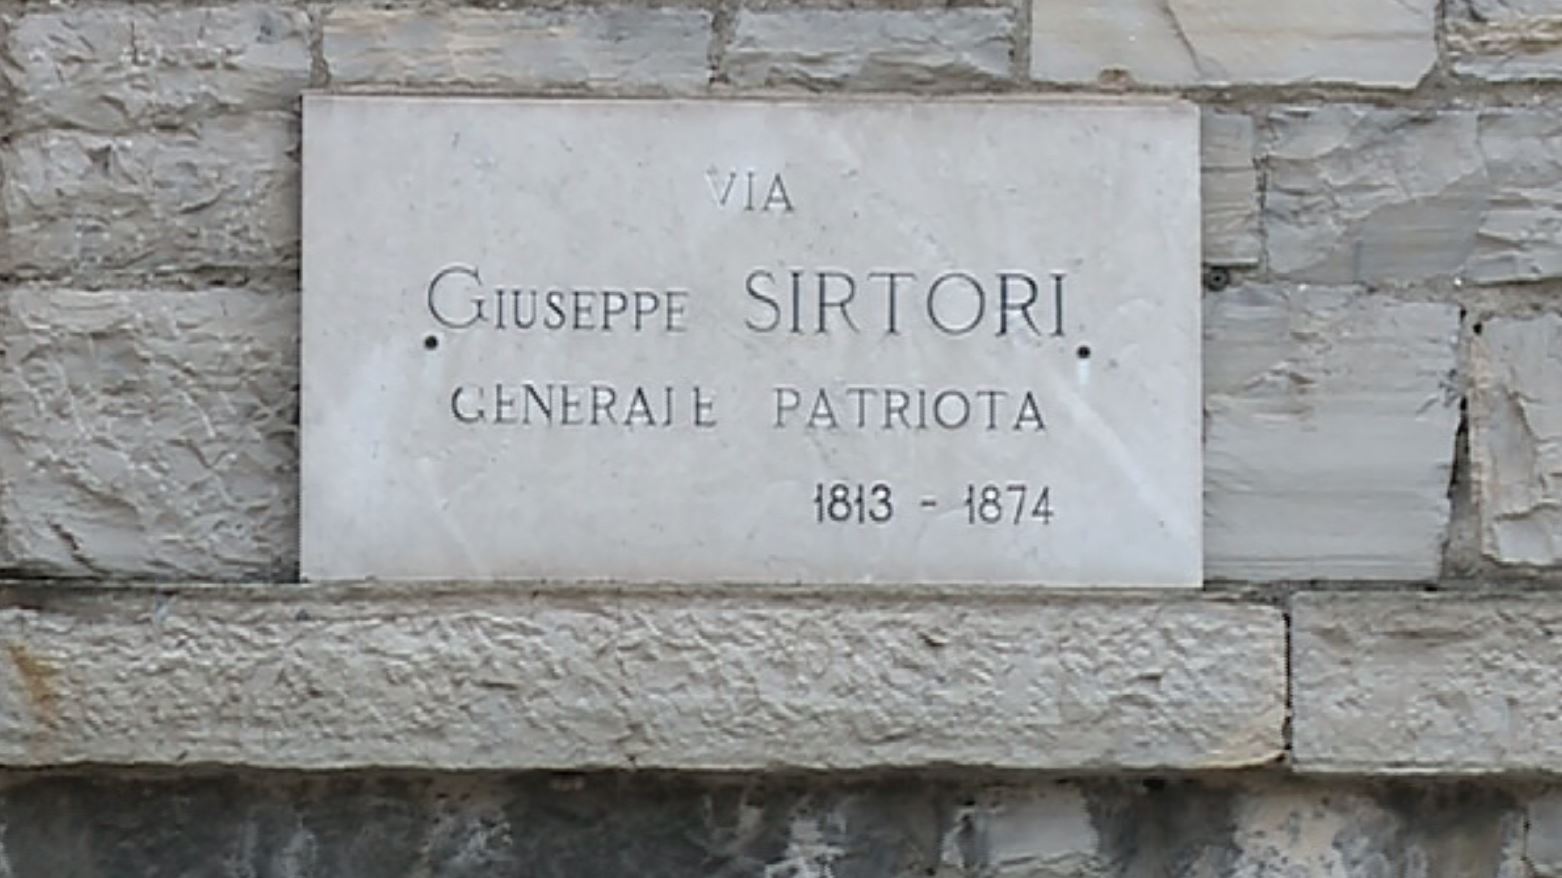 VIA
GIUSEPPE SIRTORI
GENERALE PATRIOTA
1813 - 1874